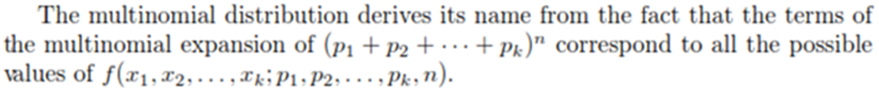 The multinomial distribution derives its name from the fact that the terms of
the multinomial expansion of (p₁ + p₂ + ⋯ + pₖ)ⁿ correspond to all the possible
values of f(x₁, x₂, . . . , xₖ; p₁, p₂, . . . , pₖ, n).